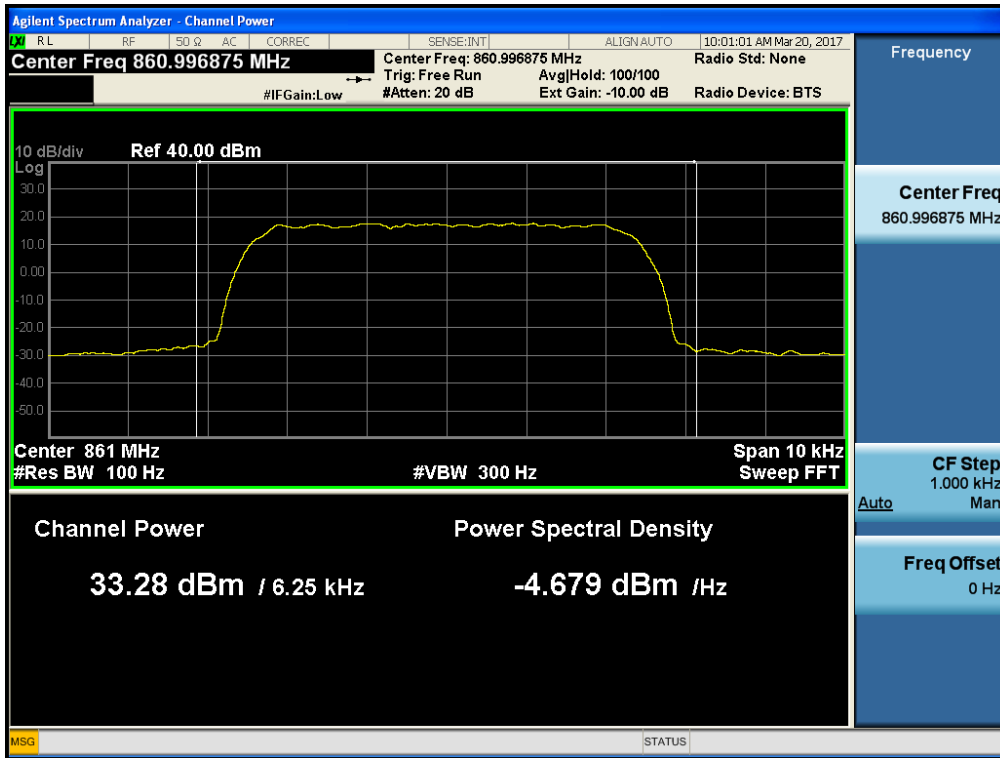 Agilent Spectrum Analyzer - Channel Power
LXI RL RF 50 Ω AC CORREC SENSE:INT ALIGN AUTO 10:01:01 AM Mar 20, 2017
Center Freq 860.996875 MHz
Center Freq: 860.996875 MHz
Radio Std: None
Trig: Free Run
Avg|Hold: 100/100
#IFGain:Low
#Atten: 20 dB
Ext Gain: -10.00 dB
Radio Device: BTS
10 dB/div Ref 40.00 dBm
Log
30.0
20.0
10.0
0.00
-10.0
-20.0
-30.0
-40.0
-50.0
Center 861 MHz
Span 10 kHz
#Res BW 100 Hz
#VBW 300 Hz
Sweep FFT
Channel Power
Power Spectral Density
33.28 dBm / 6.25 kHz
-4.679 dBm /Hz
Frequency
Center Freq
860.996875 MHz
CF Step
1.000 kHz
Auto Man
Freq Offset
0 Hz
MSG
STATUS